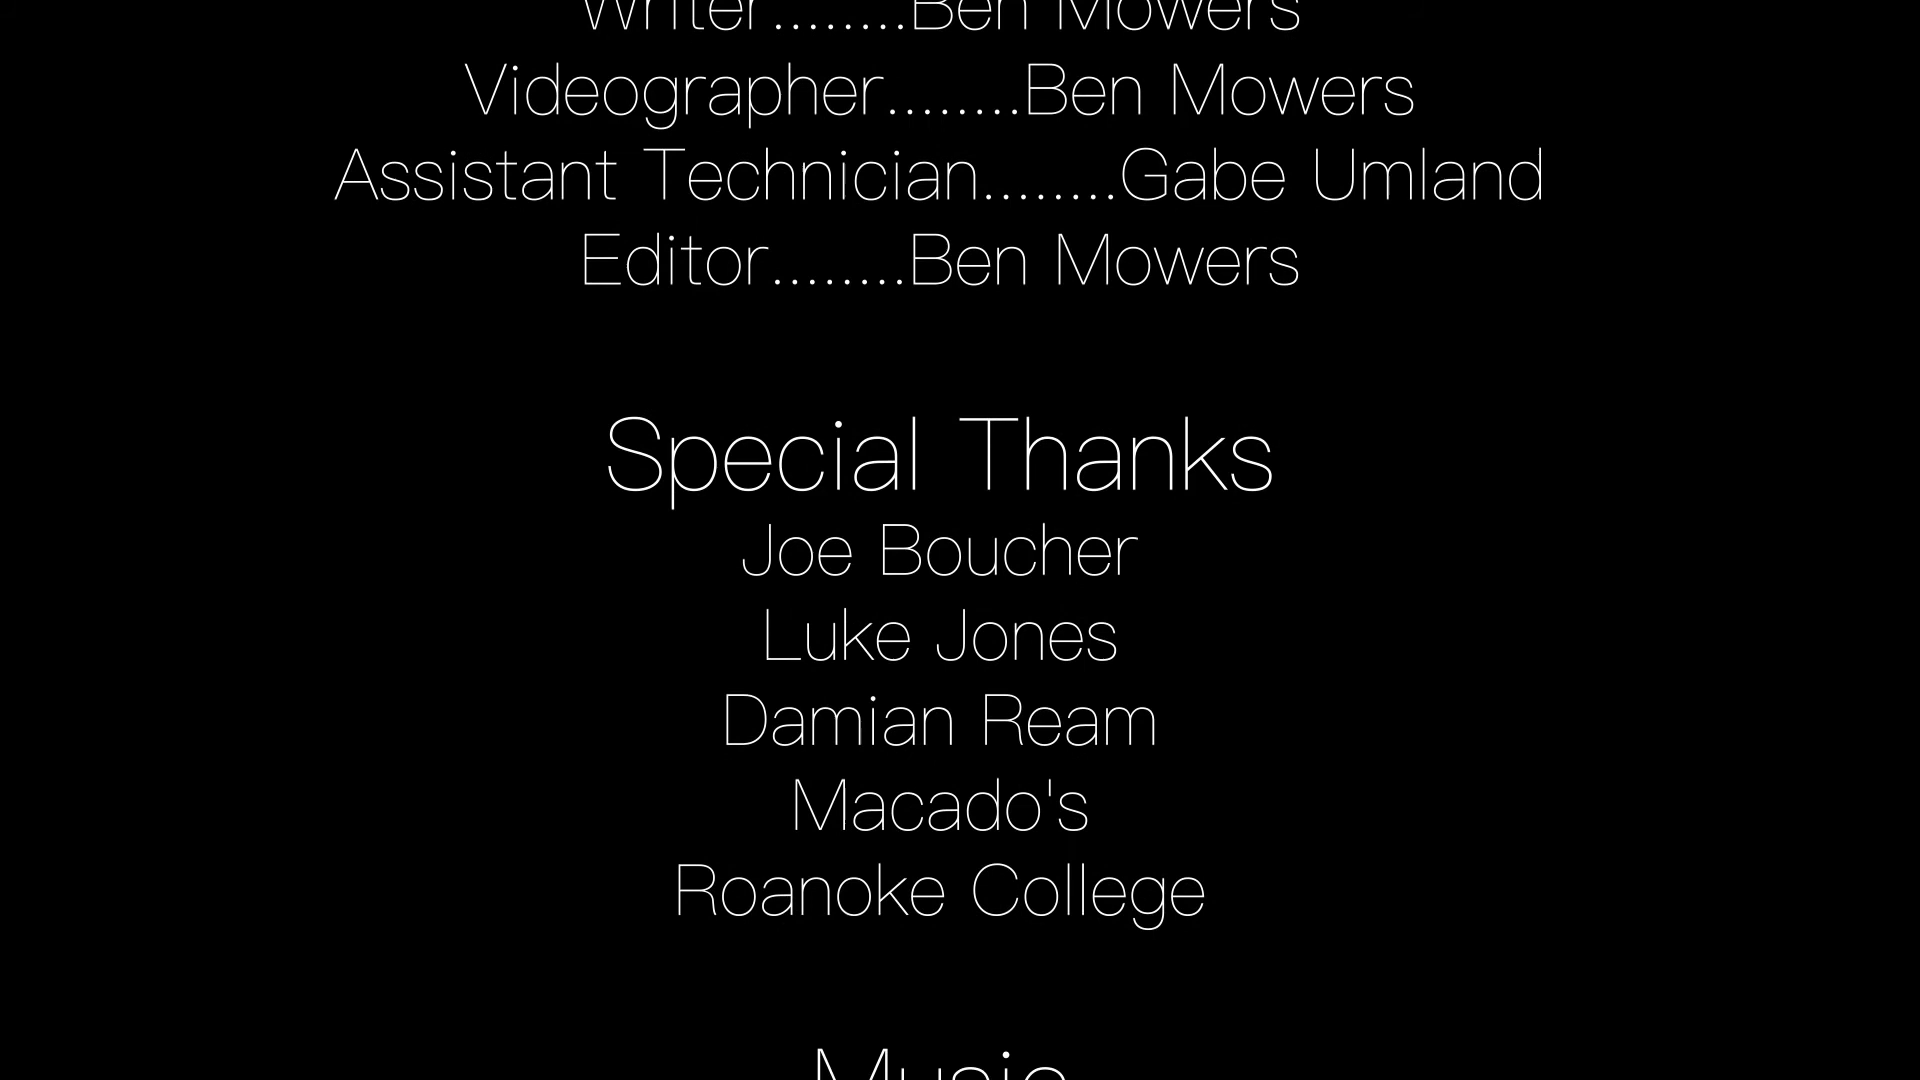 Writer........Ben Mowers
Videographer........Ben Mowers
Assistant Technician........Gabe Umland
Editor........Ben Mowers
Special Thanks
Joe Boucher
Luke Jones
Damian Ream
Macado's
Roanoke College
Music